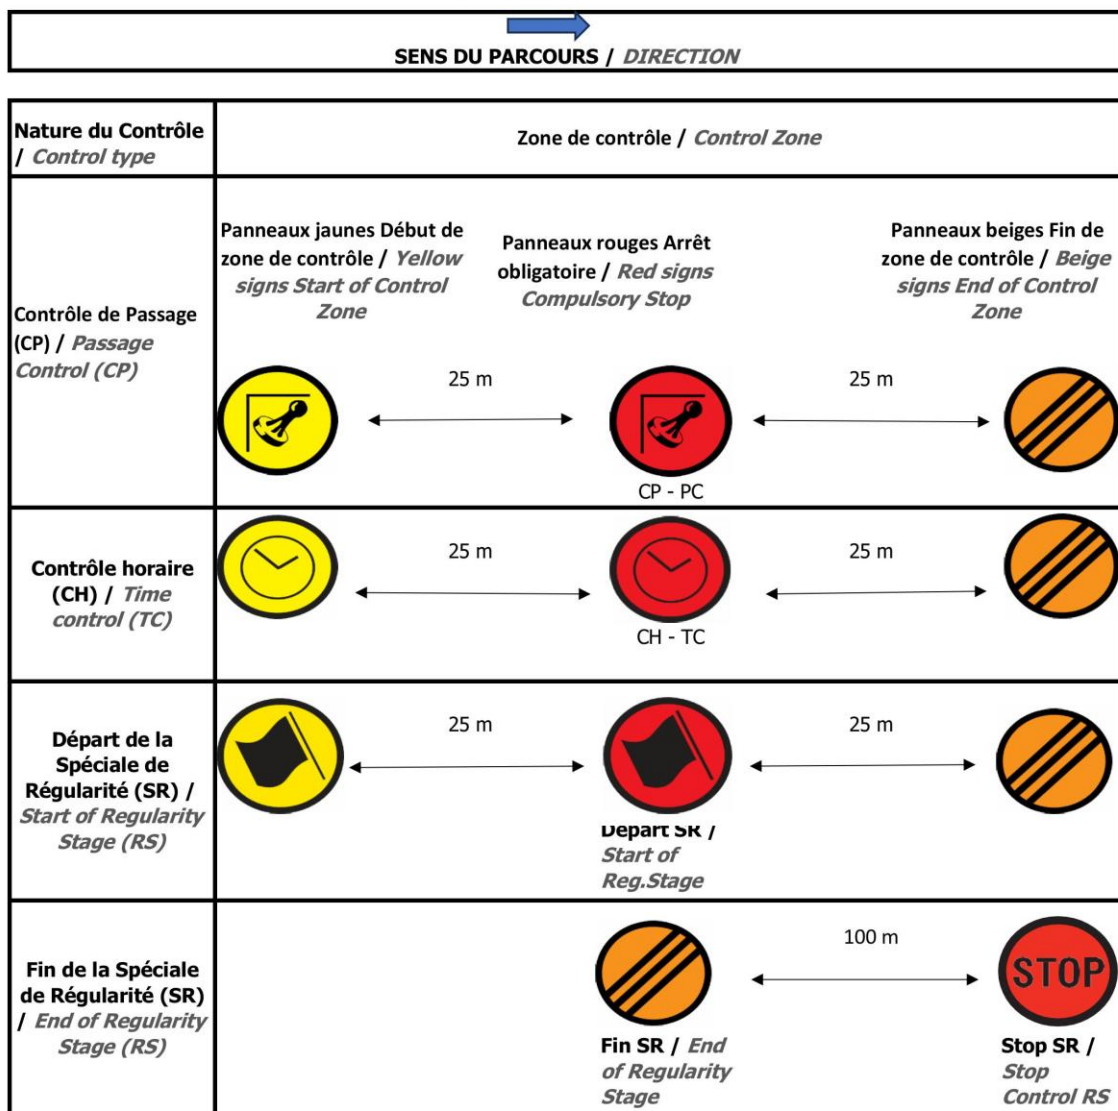 SENS DU PARCOURS / DIRECTION
Nature du Contrôle
/ Control type
Zone de contrôle / Control Zone
Contrôle de Passage
(CP) / Passage
Control (CP)
Panneaux jaunes Début de
zone de contrôle / Yellow
signs Start of Control
Zone
Panneaux rouges Arrêt
obligatoire / Red signs
Compulsory Stop
Panneaux beiges Fin de
zone de contrôle / Beige
signs End of Control
Zone
25 m
25 m
CP - PC
Contrôle horaire
(CH) / Time
control (TC)
25 m
25 m
CH - TC
Départ de la
Spéciale de
Régularité (SR) /
Start of Regularity
Stage (RS)
25 m
25 m
Départ SR /
Start of
Reg.Stage
Fin de la Spéciale
de Régularité (SR)
/ End of Regularity
Stage (RS)
100 m
STOP
Fin SR / End
of Regularity
Stage
Stop SR /
Stop
Control RS